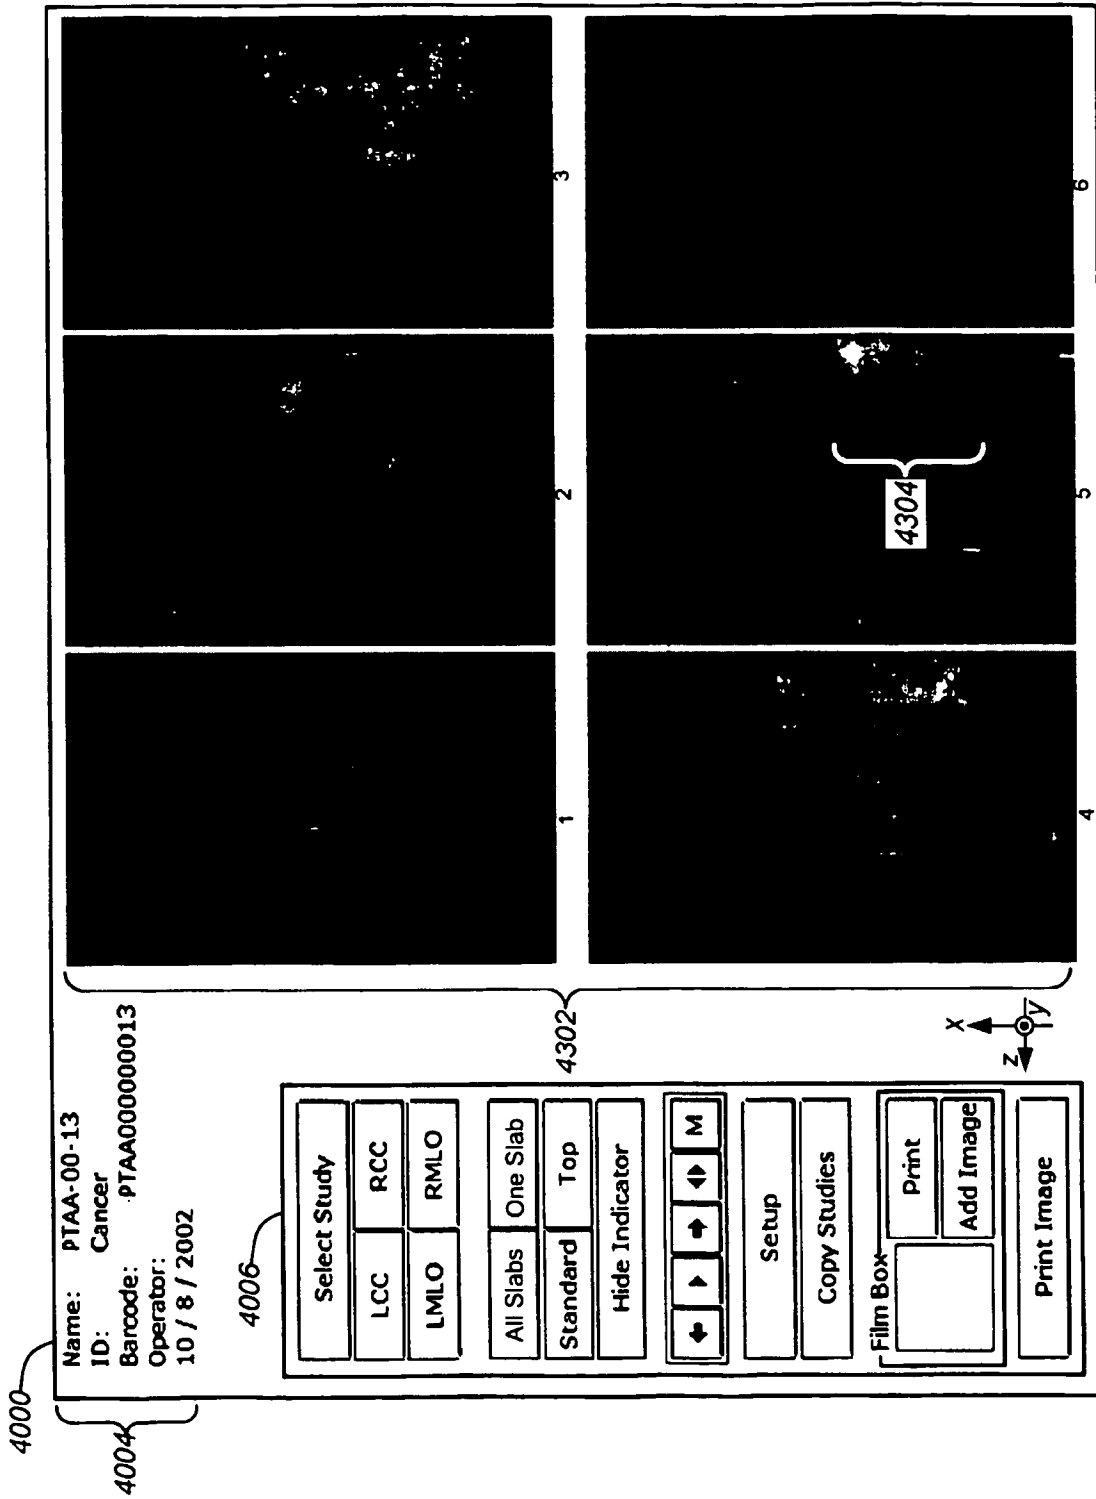 4000
Name: PTAA-00-13
ID: Cancer
Barcode: PTAA00000000013
Operator:
10 / 8 / 2002
4004
4006
Select Study
LCC RCC
LMLO RMLO
All Slabs One Slab
Standard Top
Hide Indicator
M
Setup
Copy Studies
Film Box
Print
Add Image
Print Image
4302
x
z
y
1
2
3
4
5
6
4304